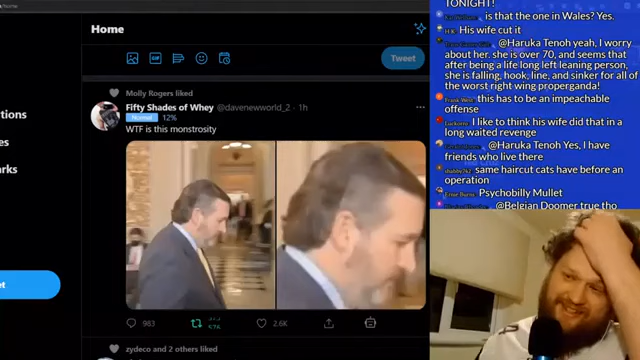 Home
Tweet
Molly Rogers liked
Fifty Shades of Whey @davenewworld_2 · 1h
Normal 12%
WTF is this monstrosity
983
2.6K
zydeco and 2 others liked
TONIGHT!
is that the one in Wales? Yes.
His wife cut it
@Haruka Tenoh yeah, I worry
about her. she is over 70, and seems that
after being a life long left leaning person,
she is falling, hook, line, and sinker for all of
the worst right wing properganda!
this has to be an impeachable
offense
I like to think his wife did that in a
long waited revenge
@Haruka Tenoh Yes, I have
friends who live there
same haircut cats have before an
operation
Psychobilly Mullet
@Belgian Doomer true tho